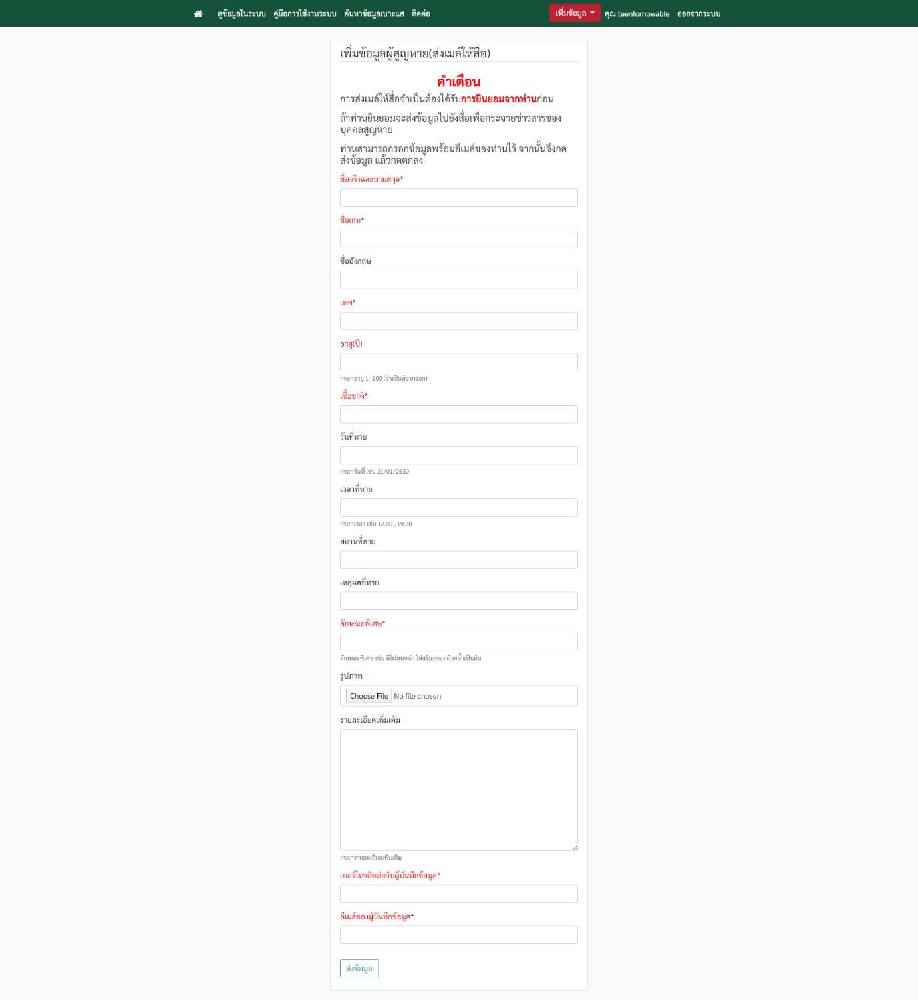 ดูข้อมูลในระบบ คู่มือการใช้งานระบบ ค้นหาข้อมูลเบาะแส ติดต่อ เพิ่มข้อมูล คุณ teenfornowable ออกจากระบบ
เพิ่มข้อมูลผู้สูญหาย(ส่งเมล์ให้สื่อ)
คำเตือน
การส่งเมล์ให้สื่อจำเป็นต้องได้รับการยินยอมจากท่านก่อน
ถ้าท่านยินยอมจะส่งข้อมูลไปยังสื่อเพื่อกระจายข่าวสารของ
บุคคลสูญหาย
ท่านสามารถกรอกข้อมูลพร้อมอีเมล์ของท่านไว้ จากนั้นจึงกด
ส่งข้อมูล แล้วกดตกลง
ชื่อจริงและนามสกุล*
ชื่อเล่น*
ชื่ออังกฤษ
เพศ*
อายุ(ปี)
กรอกอายุ 1- 100 (จำเป็นต้องกรอก)
เชื้อชาติ*
วันที่หาย
กรอกวันที่ เช่น 21/01/2530
เวลาที่หาย
กรอกเวลา เช่น 12.00 , 19.30
สถานที่หาย
เหตุผลที่หาย
ลักษณะพิเศษ*
ลักษณะพิเศษ เช่น มีไฝบนหน้า ใส่สร้องทอง ผิวคล้ำเป็นต้น
รูปภาพ
Choose File No file chosen
รายละเอียดเพิ่มเติม
กรอกรายละเอียดเพิ่มเติม
เบอร์โทรติดต่อกับผู้บันทึกข้อมูล*
อีเมล์ของผู้บันทึกข้อมูล*
ส่งข้อมูล